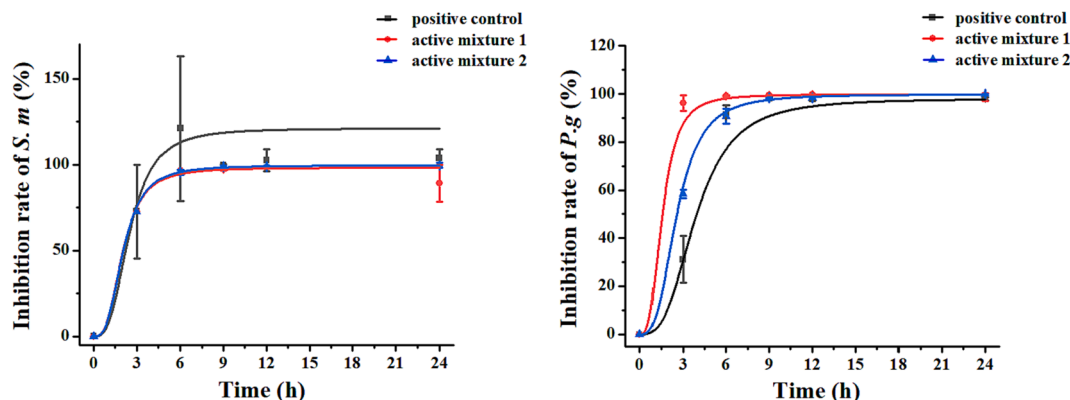 positive control
active mixture 1
active mixture 2
Inhibition rate of S. m (%)
150
100
50
0
0 3 6 9 12 15 18 21 24
Time (h)
positive control
active mixture 1
active mixture 2
Inhibition rate of P.g (%)
120
100
80
60
40
20
0
0 3 6 9 12 15 18 21 24
Time (h)